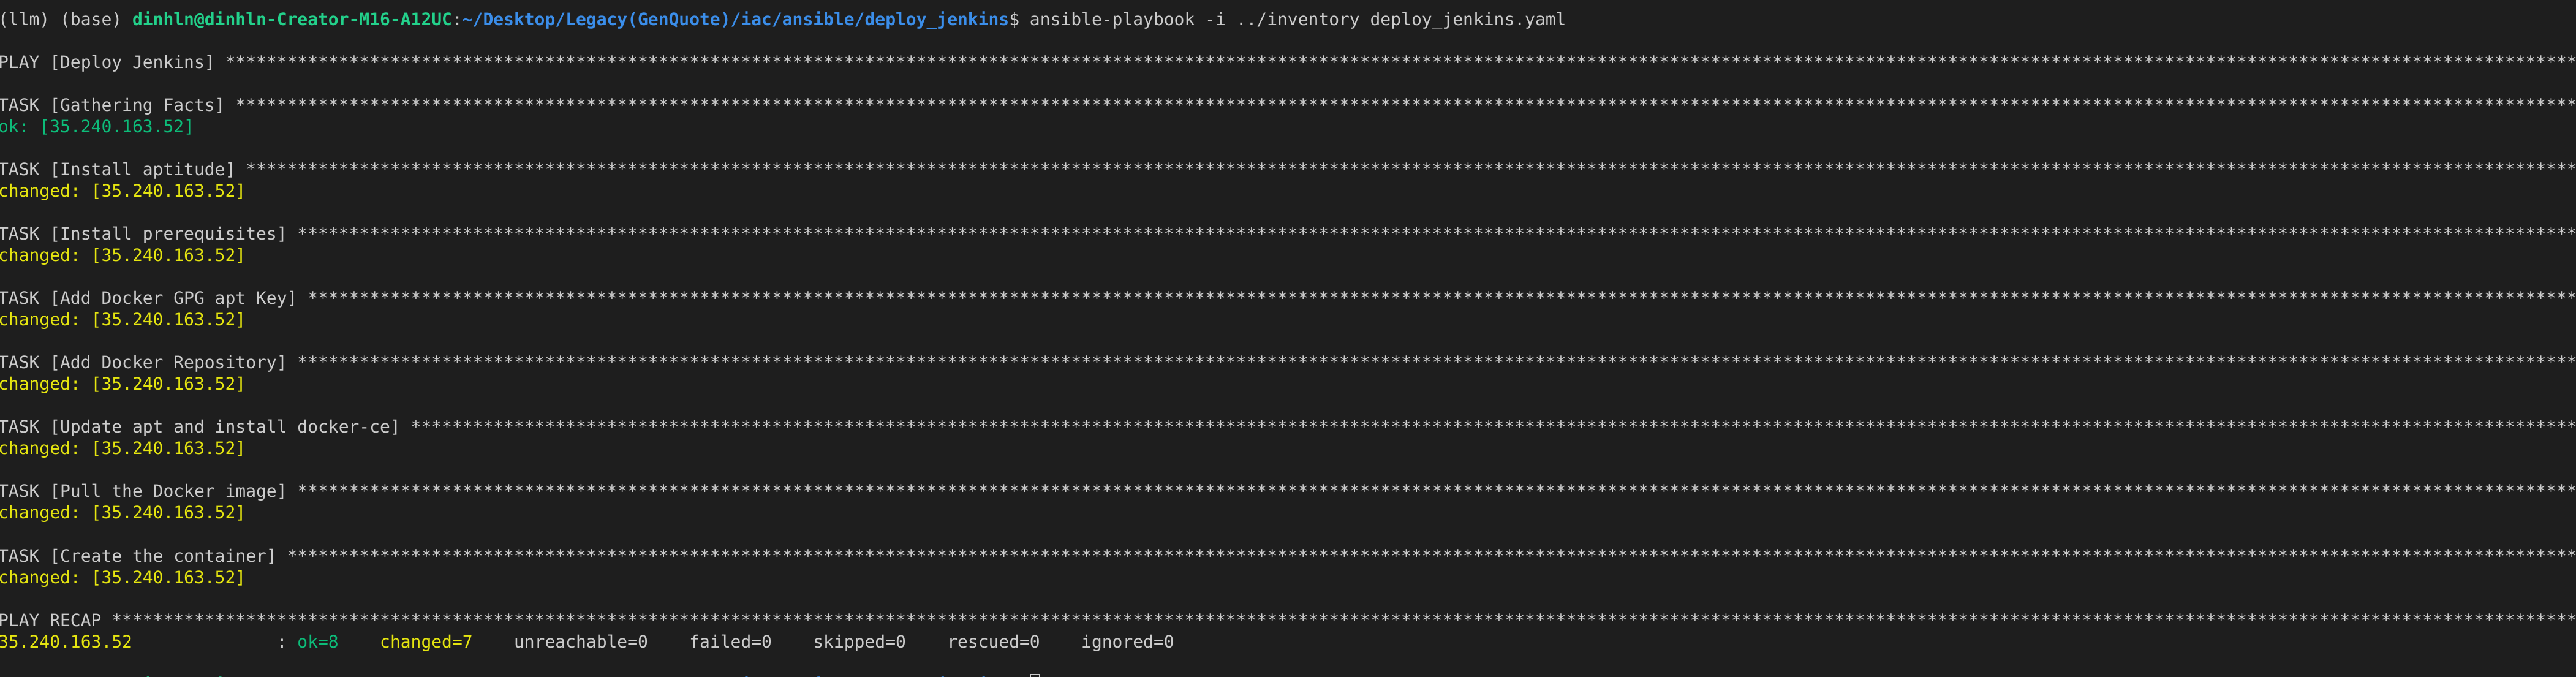 (llm) (base) dinhln@dinhln-Creator-M16-A12UC:~/Desktop/Legacy(GenQuote)/iac/ansible/deploy_jenkins$ ansible-playbook -i ../inventory deploy_jenkins.yaml
PLAY [Deploy Jenkins] ****************************************************************************************************
TASK [Gathering Facts] ****************************************************************************************************
ok: [35.240.163.52]
TASK [Install aptitude] ****************************************************************************************************
changed: [35.240.163.52]
TASK [Install prerequisites] ****************************************************************************************************
changed: [35.240.163.52]
TASK [Add Docker GPG apt Key] ****************************************************************************************************
changed: [35.240.163.52]
TASK [Add Docker Repository] ****************************************************************************************************
changed: [35.240.163.52]
TASK [Update apt and install docker-ce] ****************************************************************************************************
changed: [35.240.163.52]
TASK [Pull the Docker image] ****************************************************************************************************
changed: [35.240.163.52]
TASK [Create the container] ****************************************************************************************************
changed: [35.240.163.52]
PLAY RECAP ****************************************************************************************************
35.240.163.52 : ok=8 changed=7 unreachable=0 failed=0 skipped=0 rescued=0 ignored=0